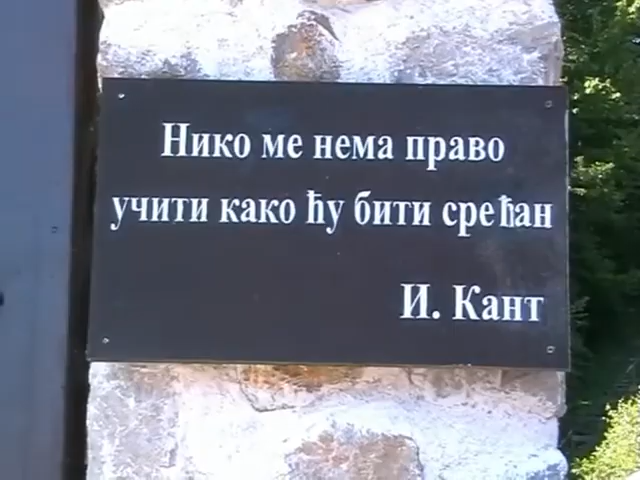 Нико ме нема право
учити како ћу бити срећан
И. Кант